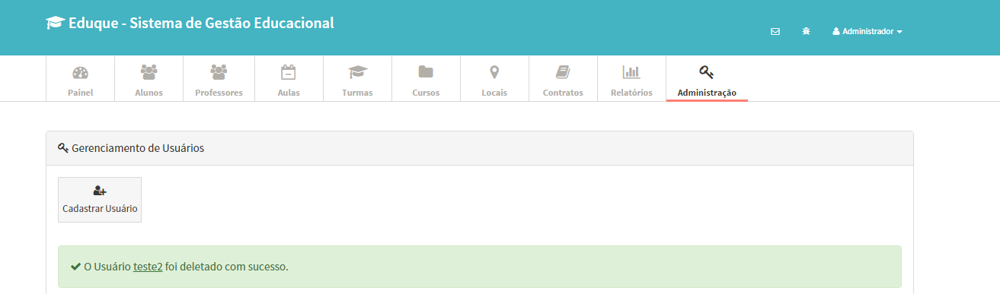 Eduque - Sistema de Gestão Educacional
Administrador
Painel
Alunos
Professores
Aulas
Turmas
Cursos
Locais
Contratos
Relatórios
Administração
Gerenciamento de Usuários
Cadastrar Usuário
O Usuário teste2 foi deletado com sucesso.